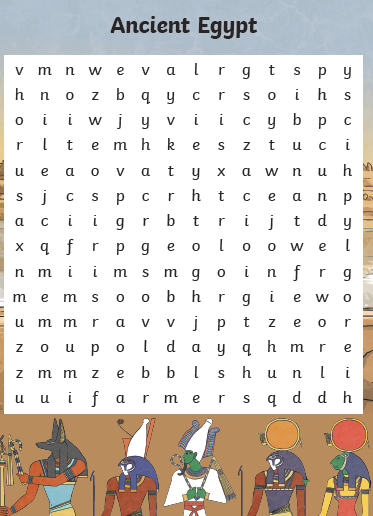 Ancient Egypt
v m n w e v a l r g t s p y
h n o z b q y c r s o i h s
o i i w j y v i i c y b p c
r l t e m h k e s z t u c i
u e a o v a t y x a w n u h
s j c s p c r h t c e a n p
a c i i g r b t r i j t d y
x q f r p g e o l o o w e l
n m i i m s m g o i n f r g
m e m s o o b h r g i e w o
u m m r a v v j p t z e o r
z o u p o l d a y q h m r e
z m m z e b b l s h u n l i
u u i f a r m e r s q d d h